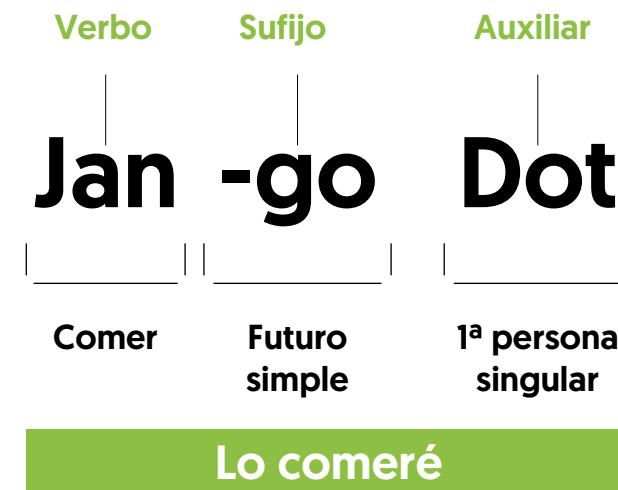 Verbo Sufijo Auxiliar
Jan -go Dot
Comer Futuro simple 1ª persona singular
Lo comeré